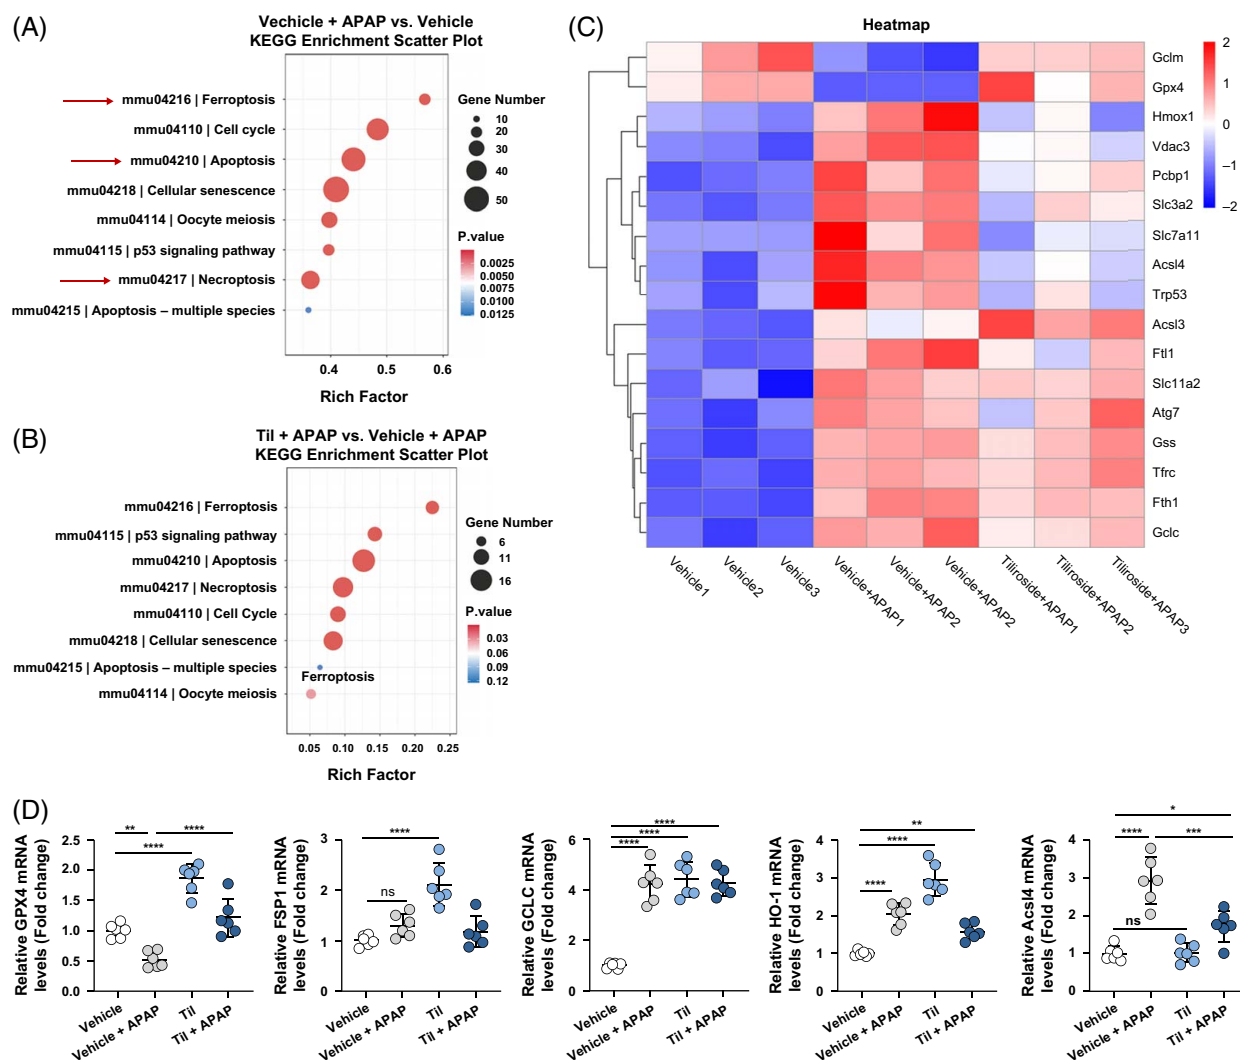 (A)
Vechicle + APAP vs. Vehicle
KEGG Enrichment Scatter Plot
mmu04216 | Ferroptosis
mmu04110 | Cell cycle
mmu04210 | Apoptosis
mmu04218 | Cellular senescence
mmu04114 | Oocyte meiosis
mmu04115 | p53 signaling pathway
mmu04217 | Necroptosis
mmu04215 | Apoptosis – multiple species
0.4 0.5 0.6
Rich Factor
Gene Number
10
20
30
40
50
P.value
0.0025
0.0050
0.0075
0.0100
0.0125
(B)
Til + APAP vs. Vehicle + APAP
KEGG Enrichment Scatter Plot
mmu04216 | Ferroptosis
mmu04115 | p53 signaling pathway
mmu04210 | Apoptosis
mmu04217 | Necroptosis
mmu04110 | Cell Cycle
mmu04218 | Cellular senescence
mmu04215 | Apoptosis – multiple species
Ferroptosis
mmu04114 | Oocyte meiosis
0.05 0.10 0.15 0.20 0.25
Rich Factor
Gene Number
6
11
16
P.value
0.03
0.06
0.09
0.12
(C)
Heatmap
Gclm
Gpx4
Hmox1
Vdac3
Pcbp1
Slc3a2
Slc7a11
Acsl4
Trp53
Acsl3
Ftl1
Slc11a2
Atg7
Gss
Tfrc
Fth1
Gclc
2
1
0
–1
–2
Vehicle1
Vehicle2
Vehicle3
Vehicle+APAP1
Vehicle+APAP2
Vehicle+APAP2
Tiliroside+APAP1
Tiliroside+APAP2
Tiliroside+APAP3
(D)
Relative GPX4 mRNA
levels (Fold change)
2.5
2.0
1.5
1.0
0.5
0.0
** ****
****
Vehicle
Vehicle + APAP
Til
Til + APAP
Relative FSP1 mRNA
levels (Fold change)
3
2
1
0
****
ns
Vehicle
Vehicle + APAP
Til
Til + APAP
Relative GCLC mRNA
levels (Fold change)
6
4
2
0
****
****
****
Vehicle
Vehicle + APAP
Til
Til + APAP
Relative HO-1 mRNA
levels (Fold change)
4
3
2
1
0
**
****
****
Vehicle
Vehicle + APAP
Til
Til + APAP
Relative Acsl4 mRNA
levels (Fold change)
4
3
2
1
0
*
**** ***
ns
Vehicle
Vehicle + APAP
Til
Til + APAP